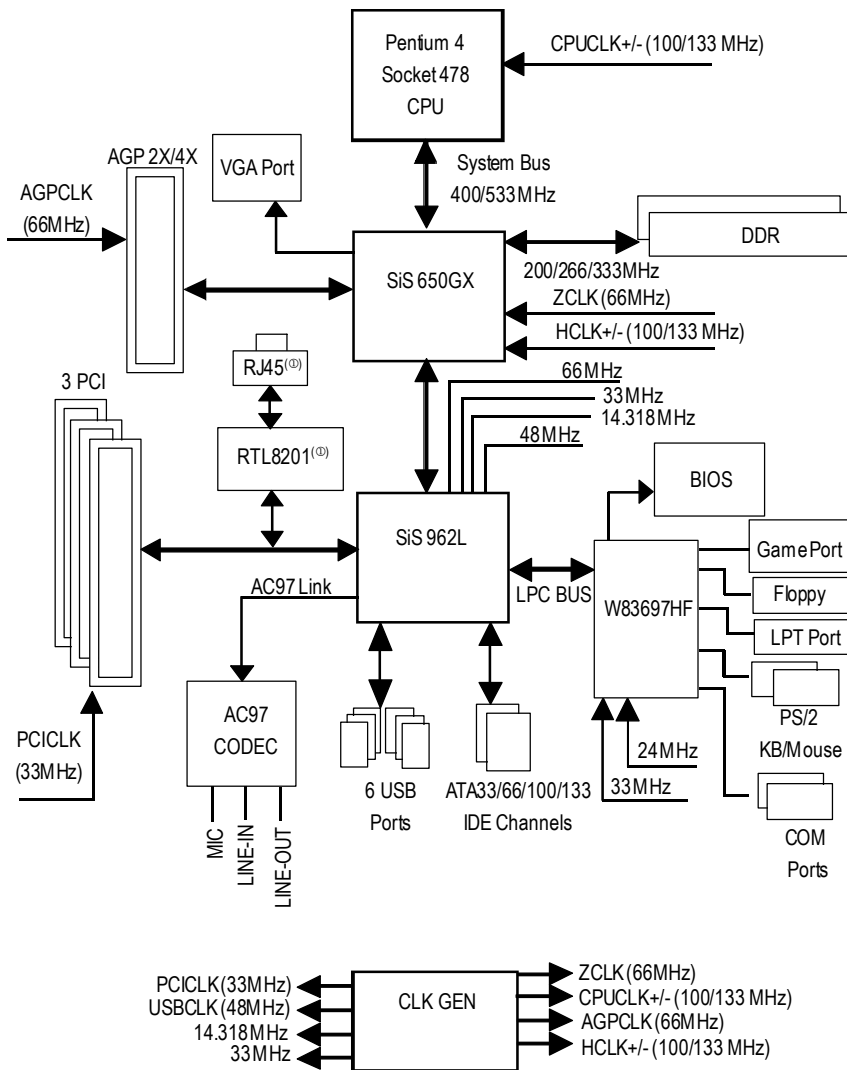 Pentium 4
Socket 478
CPU
CPUCLK+/- (100/133 MHz)
AGP 2X/4X
VGA Port
System Bus
400/533MHz
AGPCLK
(66MHz)
DDR
SiS 650GX
200/266/333MHz
ZCLK (66MHz)
HCLK+/- (100/133 MHz)
RJ45(①)
66MHz
3 PCI
33MHz
14.318MHz
48MHz
RTL8201(①)
BIOS
SiS 962L
Game Port
AC97 Link
LPC BUS
W83697HF
Floppy
LPT Port
AC97
CODEC
PS/2
KB/Mouse
PCICLK
(33MHz)
24MHz
33MHz
6 USB
Ports
ATA33/66/100/133
IDE Channels
MIC
LINE-IN
LINE-OUT
COM
Ports
PCICLK (33MHz)
USBCLK (48MHz)
14.318MHz
33MHz
CLK GEN
ZCLK (66MHz)
CPUCLK+/- (100/133 MHz)
AGPCLK (66MHz)
HCLK+/- (100/133 MHz)